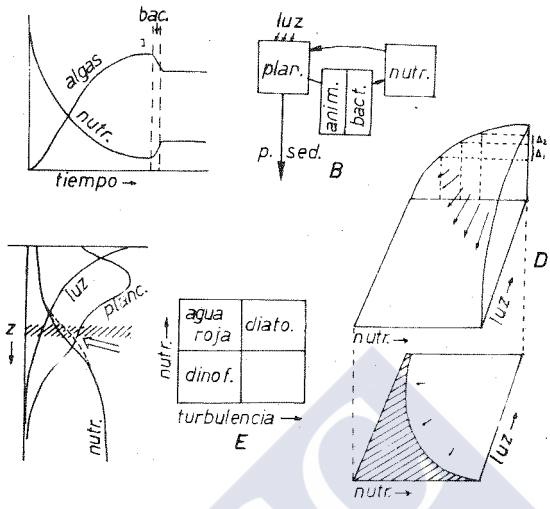 bac.
algas
nutr.
tiempo →
luz
plan.
nutr.
anim.
bact.
p. sed.
B
Δ₂
Δ₁
D
luz →
nutr. →
luz
planc.
z
nutr.
nutr. →
agua roja
diato.
dinof.
turbulencia →
E
luz →
nutr. →